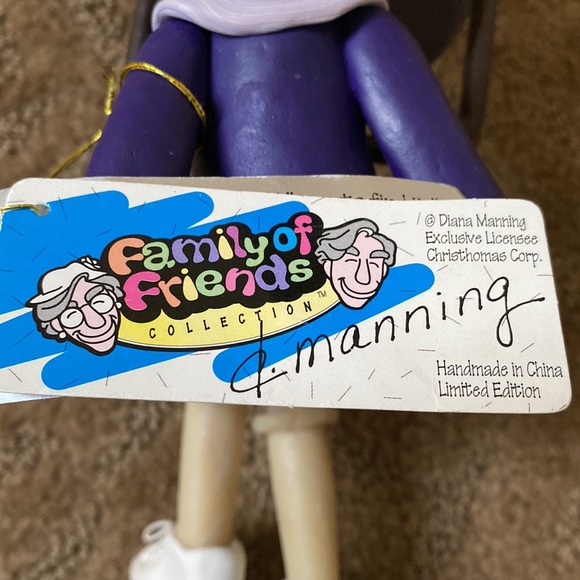 Family of
Friends
COLLECTION™
© Diana Manning
Exclusive Licensee
Christhomas Corp.
d. manning
Handmade in China
Limited Edition